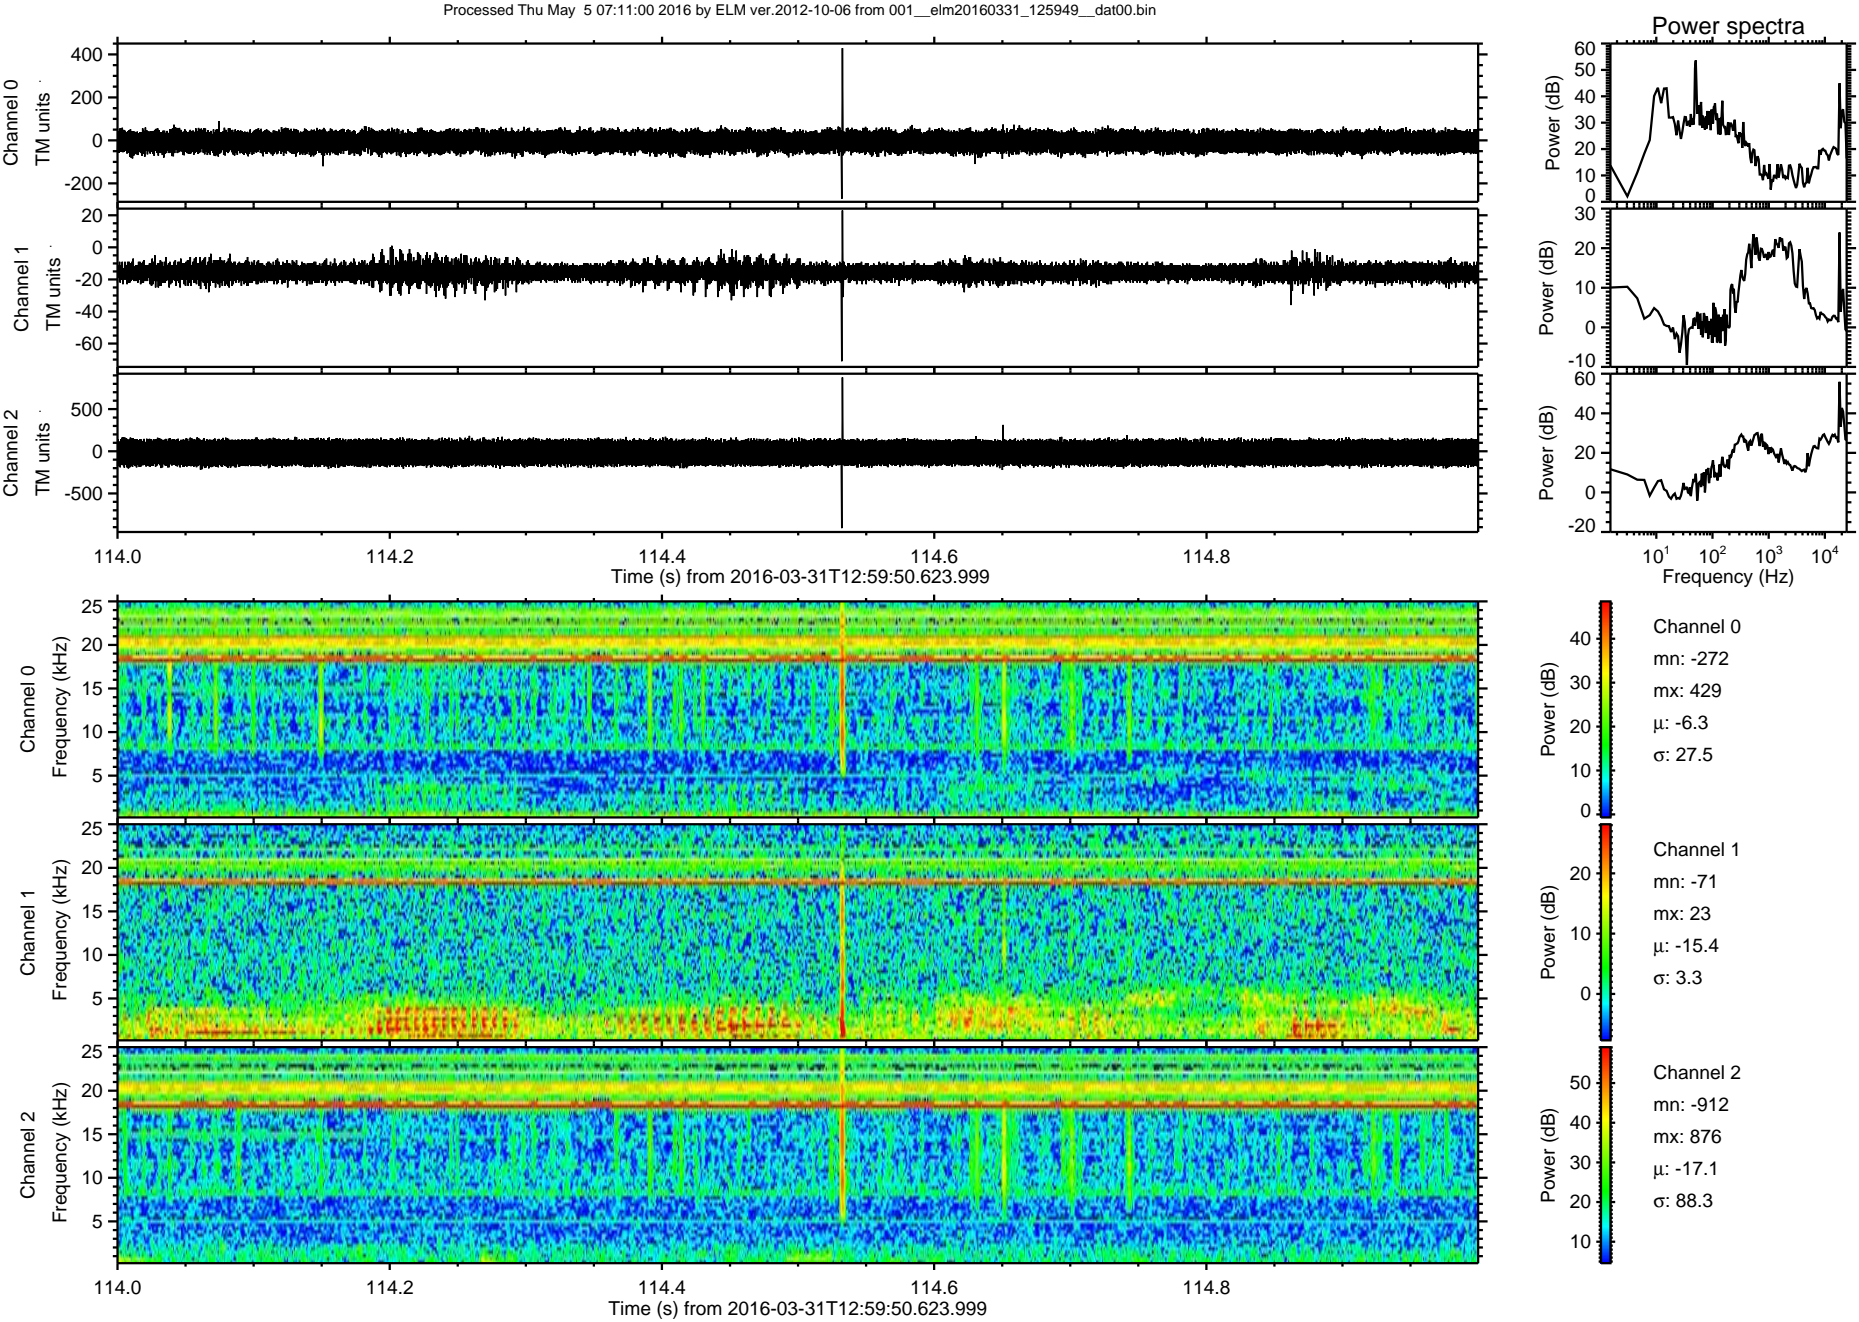 Processed Thu May  5 07:11:00 2016 by ELM ver.2012-10-06 from 001__elm20160331_125949__dat00.bin
Power spectra
Channel 0
TM units
400
200
0
-200
Power (dB)
60
50
40
30
20
10
0
Channel 1
TM units
20
0
-20
-40
-60
Power (dB)
30
20
10
0
-10
Channel 2
TM units
500
0
-500
Power (dB)
60
40
20
0
-20
114.0 114.2 114.4 114.6 114.8
Time (s) from 2016-03-31T12:59:50.623.999
10¹ 10² 10³ 10⁴
Frequency (Hz)
Channel 0
Frequency (kHz)
25
20
15
10
5
Power (dB)
40
30
20
10
0
Channel 0
mn: -272
mx: 429
μ: -6.3
σ: 27.5
Channel 1
Frequency (kHz)
25
20
15
10
5
Power (dB)
20
10
0
Channel 1
mn: -71
mx: 23
μ: -15.4
σ: 3.3
Channel 2
Frequency (kHz)
25
20
15
10
5
Power (dB)
50
40
30
20
10
Channel 2
mn: -912
mx: 876
μ: -17.1
σ: 88.3
114.0 114.2 114.4 114.6 114.8
Time (s) from 2016-03-31T12:59:50.623.999